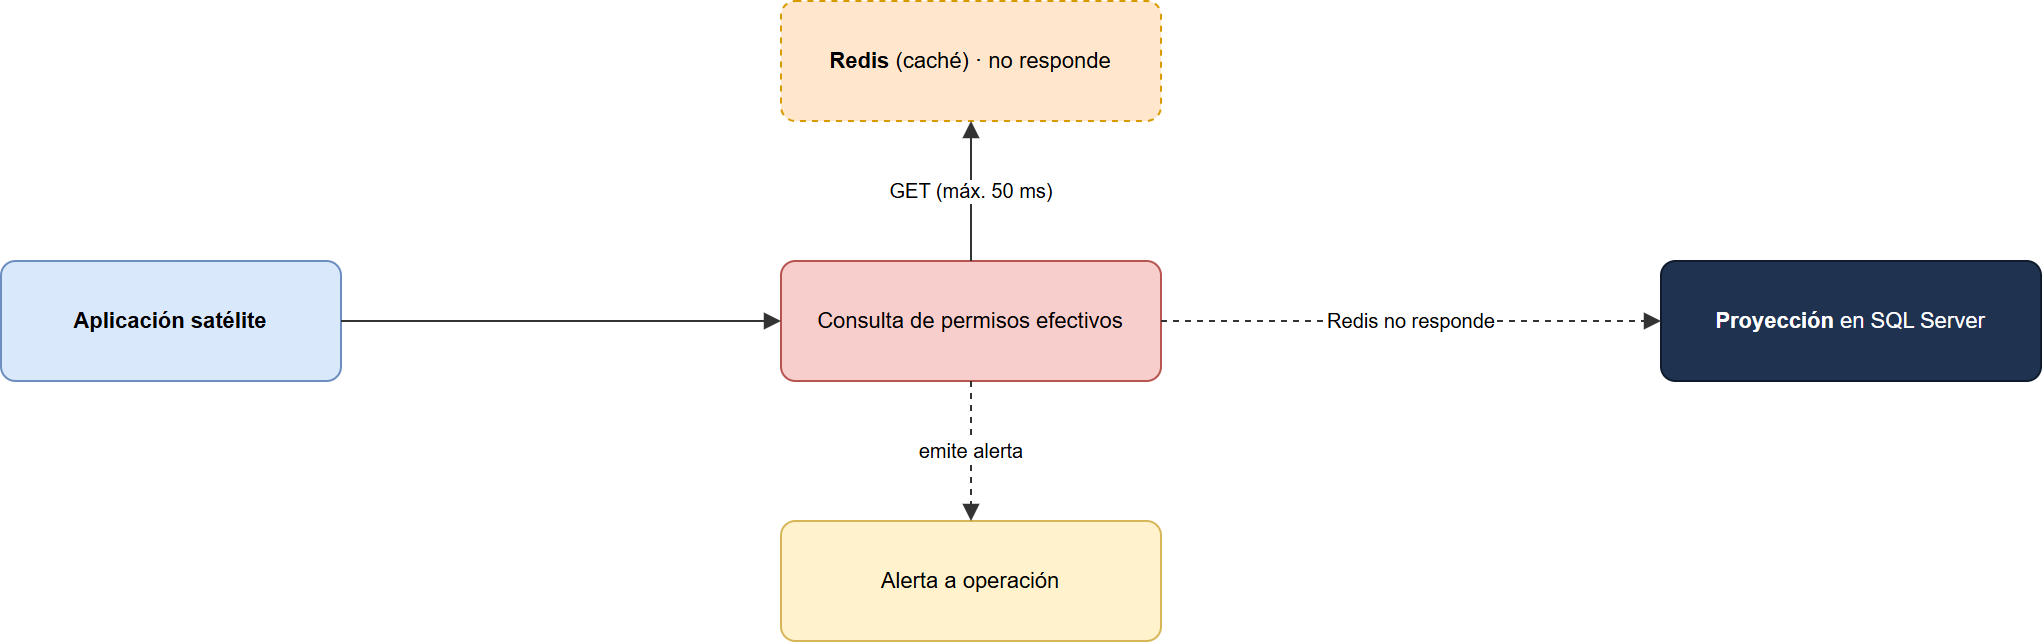 Redis (caché) · no responde
GET (máx. 50 ms)
Aplicación satélite
Consulta de permisos efectivos
Redis no responde
Proyección en SQL Server
emite alerta
Alerta a operación